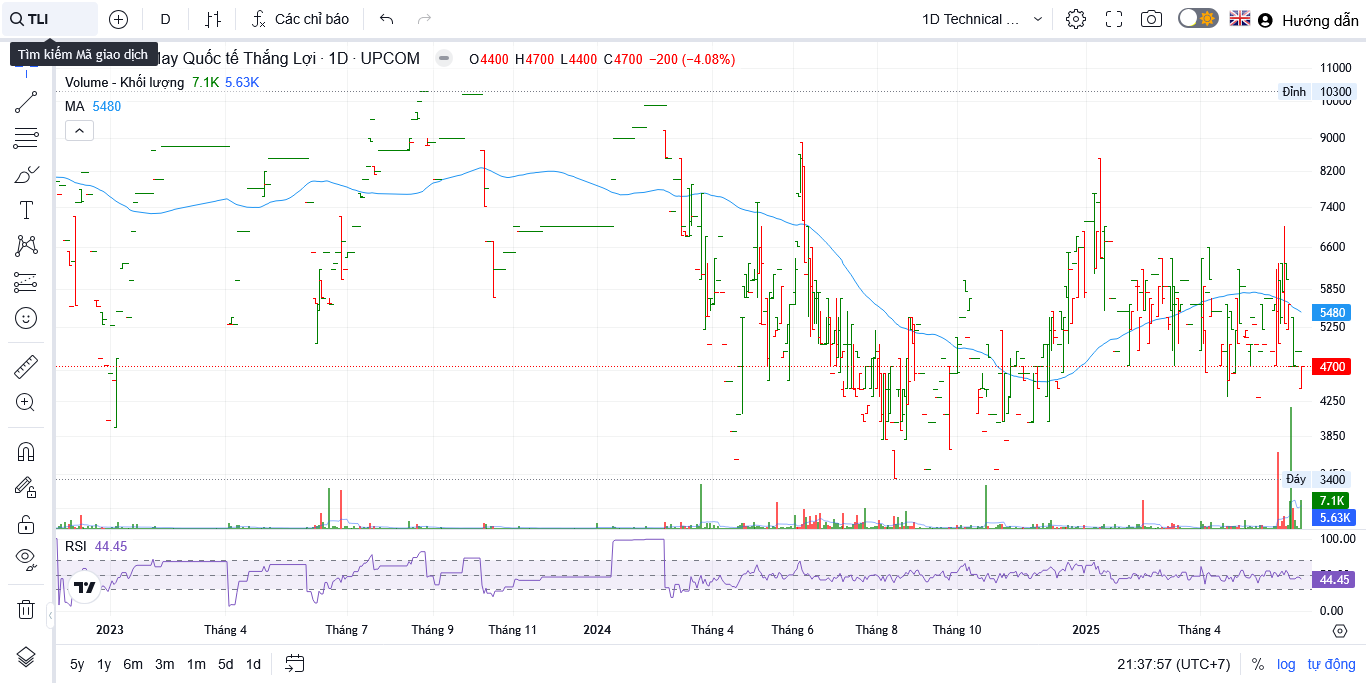 TLI
D
Các chỉ báo
1D Technical ...
Hướng dẫn
Tìm kiếm Mã giao dịch
May Quốc tế Thắng Lợi · 1D · UPCOM
O4400 H4700 L4400 C4700 −200 (−4.08%)
Volume - Khối lượng 7.1K 5.63K
MA 5480
11000
Đỉnh 10300
10000
9000
8200
7400
6600
5850
5480
5250
4700
4250
3850
Đáy 3400
7.1K
5.63K
RSI 44.45
100.00
44.45
0.00
2023 Tháng 4 Tháng 7 Tháng 9 Tháng 11 2024 Tháng 4 Tháng 6 Tháng 8 Tháng 10 2025 Tháng 4
5y 1y 6m 3m 1m 5d 1d
21:37:57 (UTC+7) % log tự động